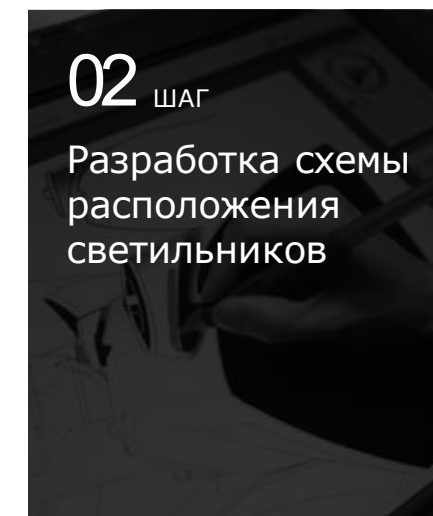 02 ШАГ
Разработка схемы
расположения
светильников